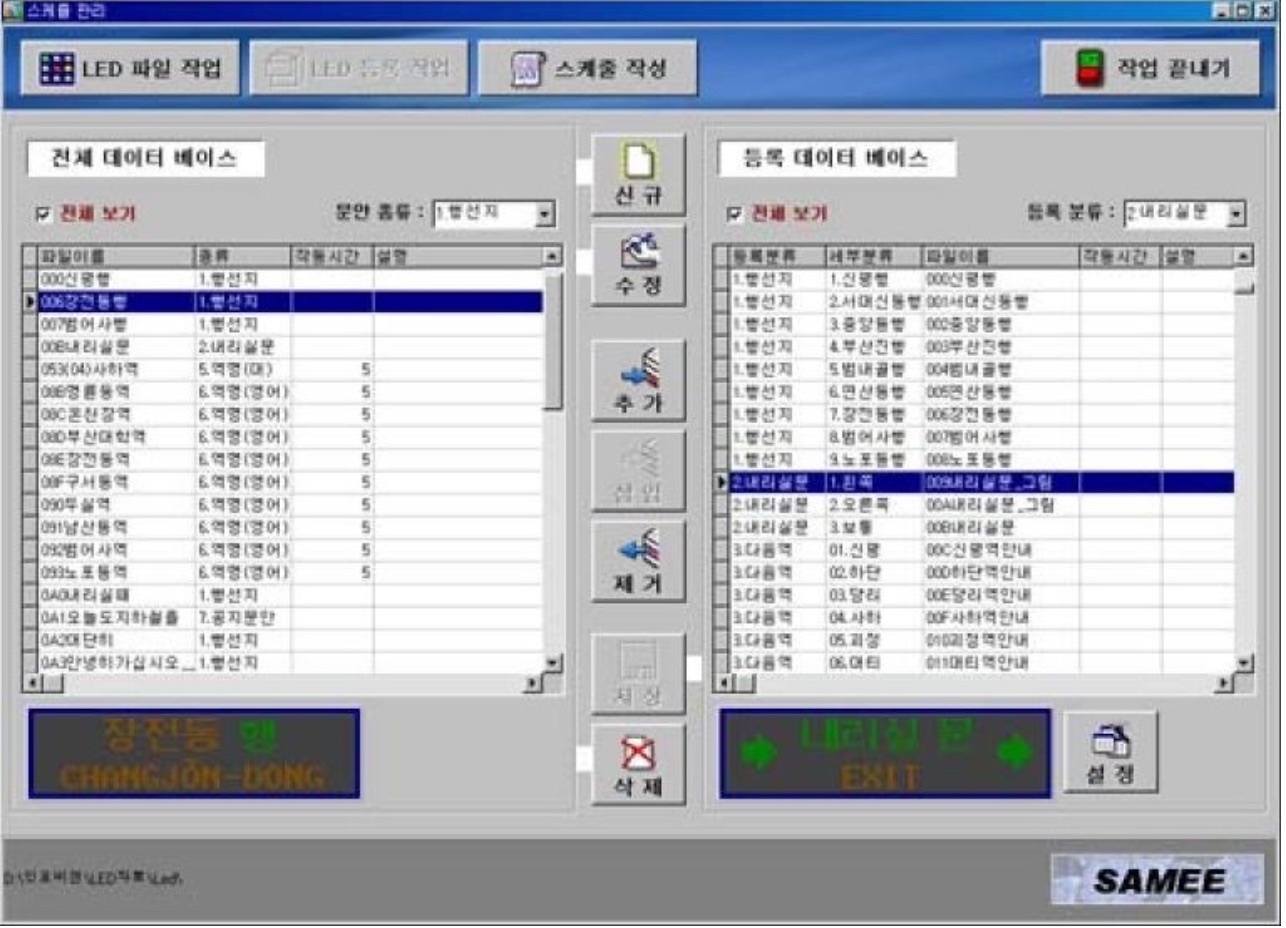 스케줄 관리
LED 파일 작업
LED 등록 작업
스케줄 작성
작업 끝내기
전체 데이터 베이스
전체 보기
문안 종류 : 1.행선지
파일이름 종류 작동시간 설명
000신평행 1.행선지
006장전동행 1.행선지
007범어사행 1.행선지
00B내리실문 2.내리실문
053(04)사하역 5.역명(대) 5
08B명륜동역 6.역명(영어) 5
08C온천장역 6.역명(영어) 5
08D부산대학역 6.역명(영어) 5
08E장전동역 6.역명(영어) 5
08F구서동역 6.역명(영어) 5
090두실역 6.역명(영어) 5
091남산동역 6.역명(영어) 5
092범어사역 6.역명(영어) 5
093노포동역 6.역명(영어) 5
0A0내리실때 1.행선지
0A1오늘도지하철을 7.공지문안
0A2대단히 1.행선지
0A3안녕히가십시오_ 1.행선지
장전동 행
CHANGJŎN-DONG
신규
수정
추가
삽입
제거
저장
삭제
등록 데이터 베이스
전체 보기
등록 분류 : 2.내리실문
등록분류 세부분류 파일이름 작동시간 설명
1.행선지 1.신평행 000신평행
1.행선지 2.서대신동행 001서대신동행
1.행선지 3.중앙동행 002중앙동행
1.행선지 4.부산진행 003부산진행
1.행선지 5.범내골행 004범내골행
1.행선지 6.연산동행 005연산동행
1.행선지 7.장전동행 006장전동행
1.행선지 8.범어사행 007범어사행
1.행선지 9.노포동행 008노포동행
2.내리실문 1.왼쪽 009내리실문_그림
2.내리실문 2.오른쪽 00A내리실문_그림
2.내리실문 3.보통 00B내리실문
3.다음역 01.신평 00C신평역안내
3.다음역 02.하단 00D하단역안내
3.다음역 03.당리 00E당리역안내
3.다음역 04.사하 00F사하역안내
3.다음역 05.괴정 010괴정역안내
3.다음역 06.대티 011대티역안내
내리실 문
EXIT
설정
SAMEE